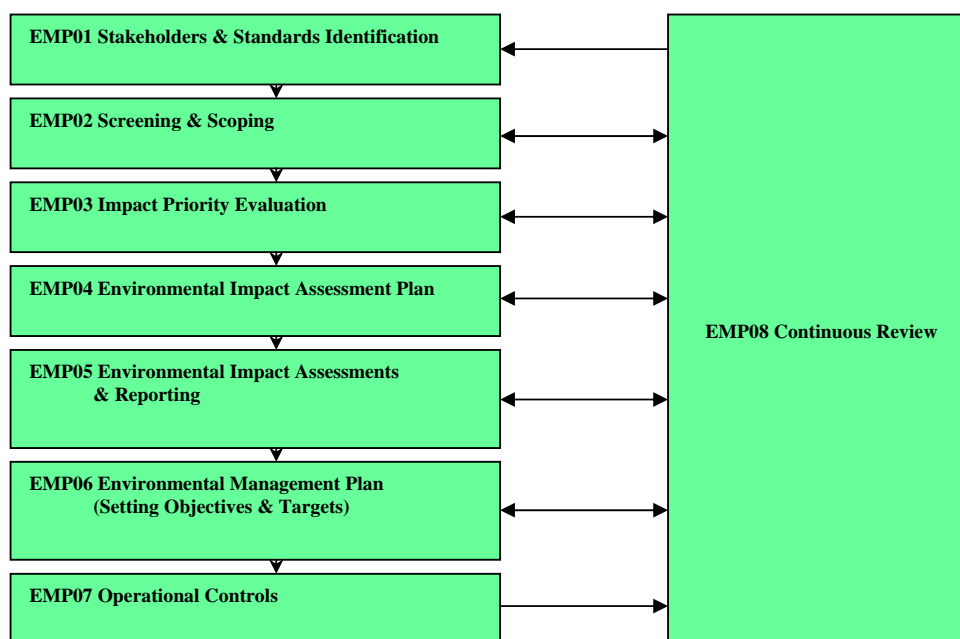 EMP01 Stakeholders & Standards Identification
EMP02 Screening & Scoping
EMP03 Impact Priority Evaluation
EMP04 Environmental Impact Assessment Plan
EMP05 Environmental Impact Assessments
& Reporting
EMP06 Environmental Management Plan
(Setting Objectives & Targets)
EMP07 Operational Controls
EMP08 Continuous Review